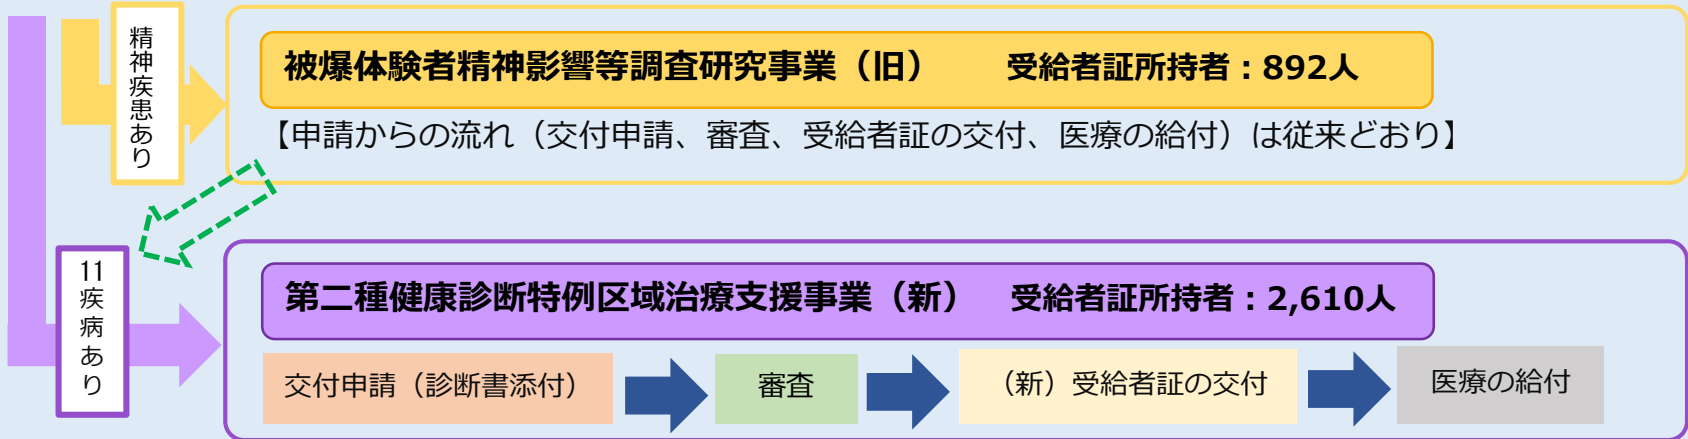 精神疾患あり
被爆体験者精神影響等調査研究事業（旧）　受給者証所持者：892人
【申請からの流れ（交付申請、審査、受給者証の交付、医療の給付）は従来どおり】
11疾病あり
第二種健康診断特例区域治療支援事業（新）　受給者証所持者：2,610人
交付申請（診断書添付）
審査
（新）受給者証の交付
医療の給付